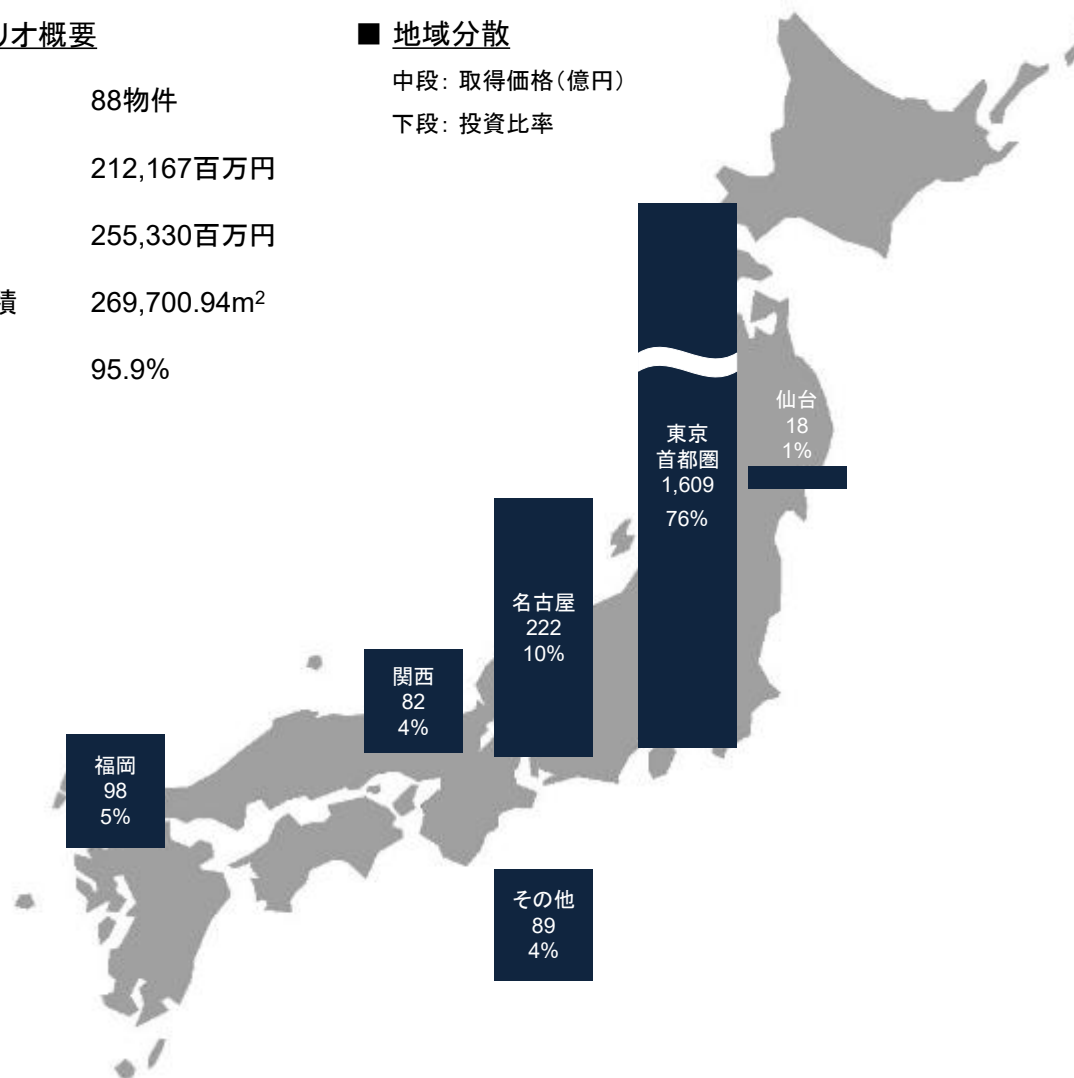 リオ概要
88物件
212,167百万円
255,330百万円
積 269,700.94m²
95.9%
■ 地域分散
中段: 取得価格(億円)
下段: 投資比率
仙台
18
1%
東京
首都圏
1,609
76%
名古屋
222
10%
関西
82
4%
福岡
98
5%
その他
89
4%